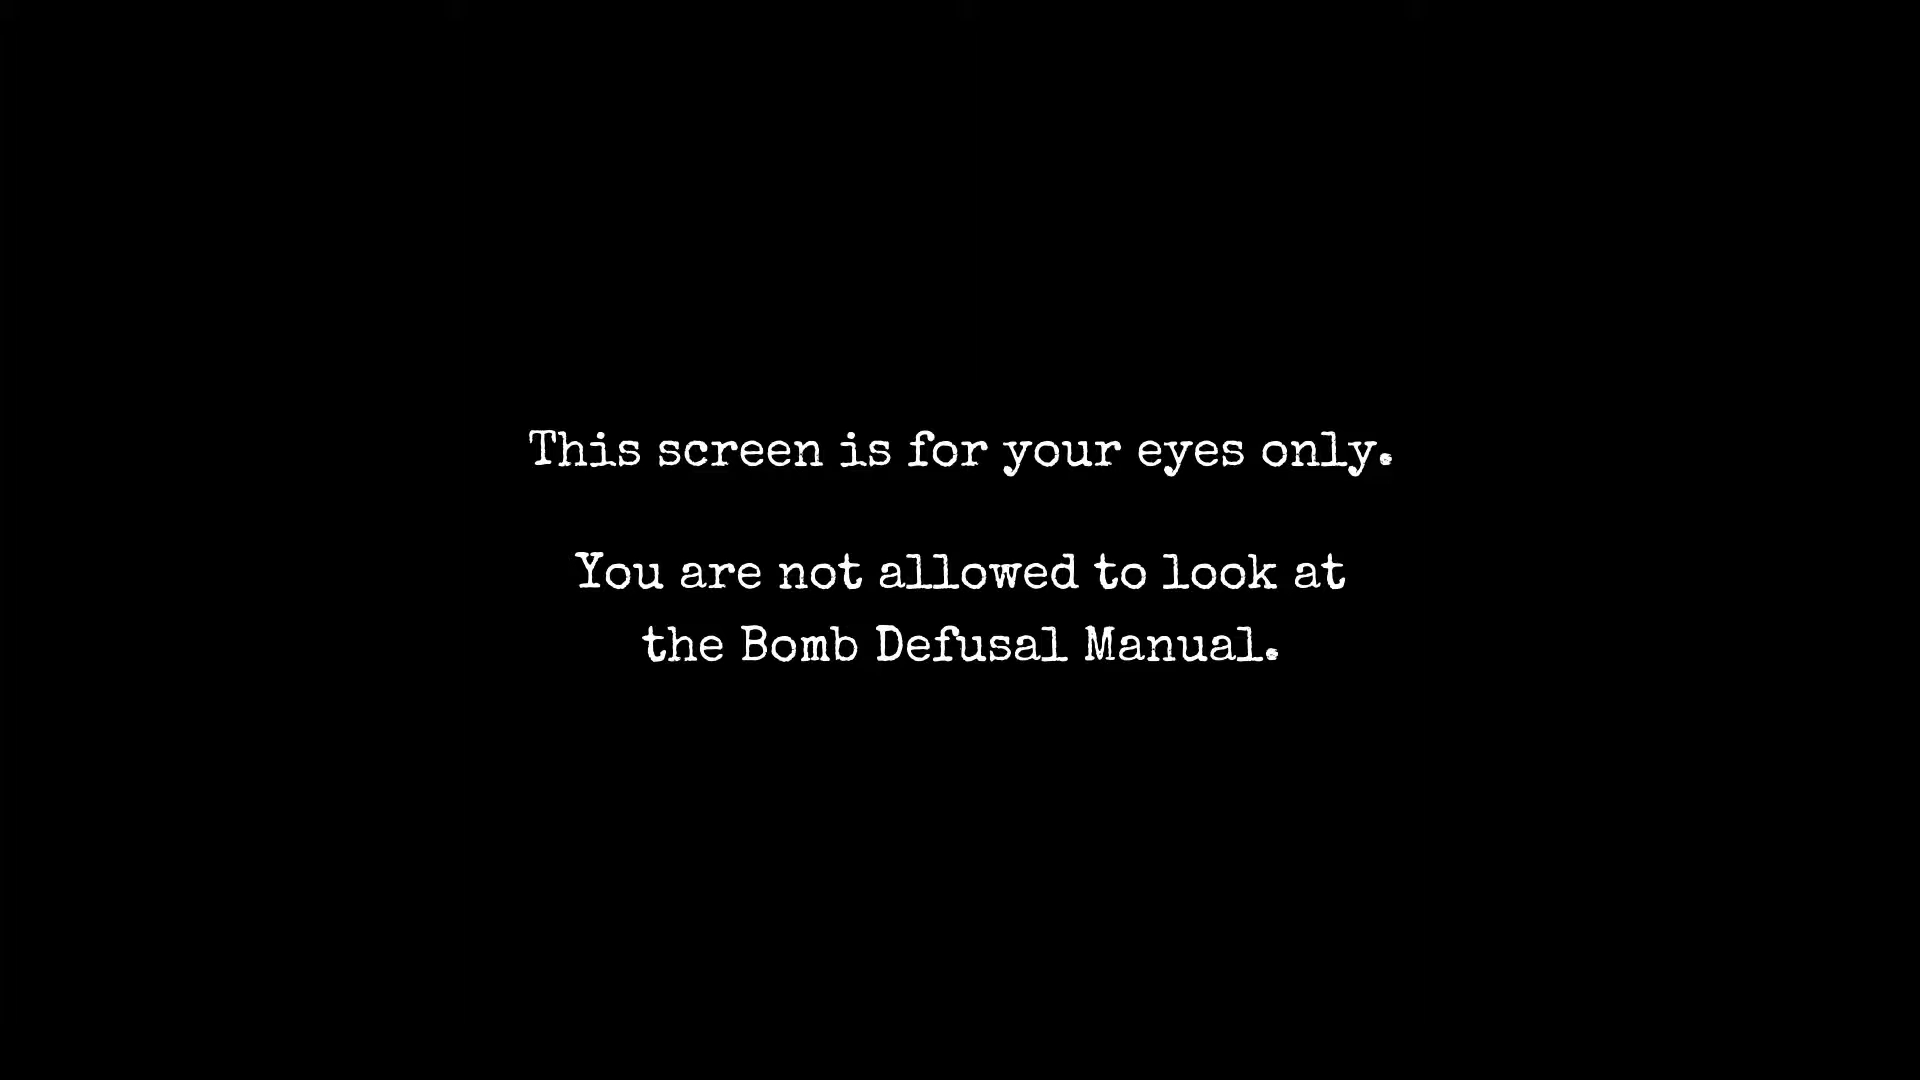 This screen is for your eyes only.
You are not allowed to look at
the Bomb Defusal Manual.